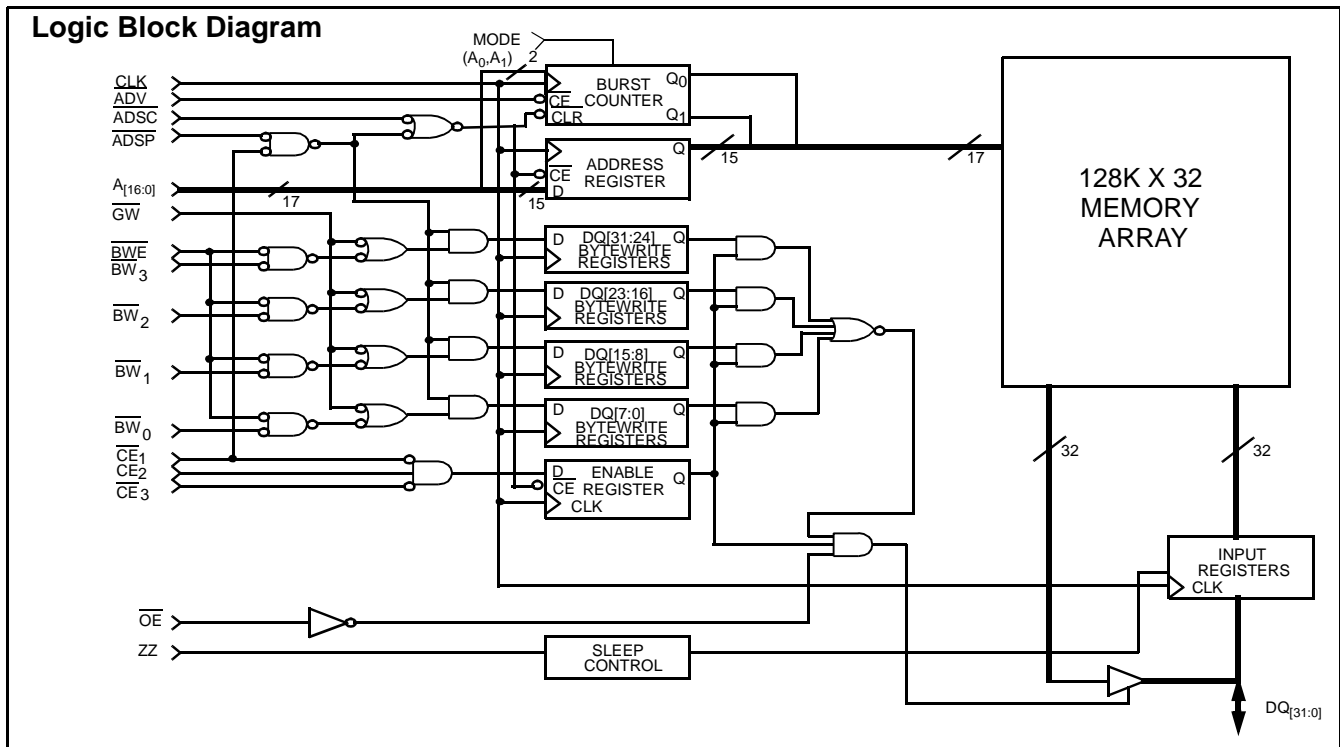 Logic Block Diagram
MODE
(A0,A1)
2
CLK
ADV
ADSC
ADSP
A[16:0]
17
GW
BWE
BW3
BW2
BW1
BW0
CE1
CE2
CE3
OE
ZZ
BURST
COUNTER
CE
CLR
Q0
Q1
ADDRESS
REGISTER
CE
D
Q
15
15
17
D
DQ[31:24]
BYTEWRITE
REGISTERS
Q
D
DQ[23:16]
BYTEWRITE
REGISTERS
Q
D
DQ[15:8]
BYTEWRITE
REGISTERS
Q
D
DQ[7:0]
BYTEWRITE
REGISTERS
Q
D
ENABLE
REGISTER
CE
CLK
Q
SLEEP
CONTROL
128K X 32
MEMORY
ARRAY
32
32
INPUT
REGISTERS
CLK
DQ[31:0]